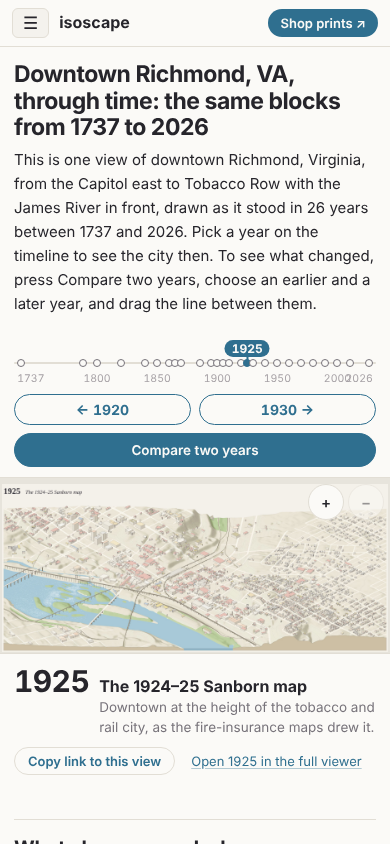 ☰ isoscape Shop prints ↗
Downtown Richmond, VA,
through time: the same blocks
from 1737 to 2026
This is one view of downtown Richmond, Virginia,
from the Capitol east to Tobacco Row with the
James River in front, drawn as it stood in 26 years
between 1737 and 2026. Pick a year on the
timeline to see the city then. To see what changed,
press Compare two years, choose an earlier and a
later year, and drag the line between them.
1925
1737 1800 1850 1900 1950 2000 2026
← 1920 1930 →
Compare two years
1925 The 1924–25 Sanborn map
+ −
1925 The 1924–25 Sanborn map
Downtown at the height of the tobacco and
rail city, as the fire-insurance maps drew it.
Copy link to this view Open 1925 in the full viewer